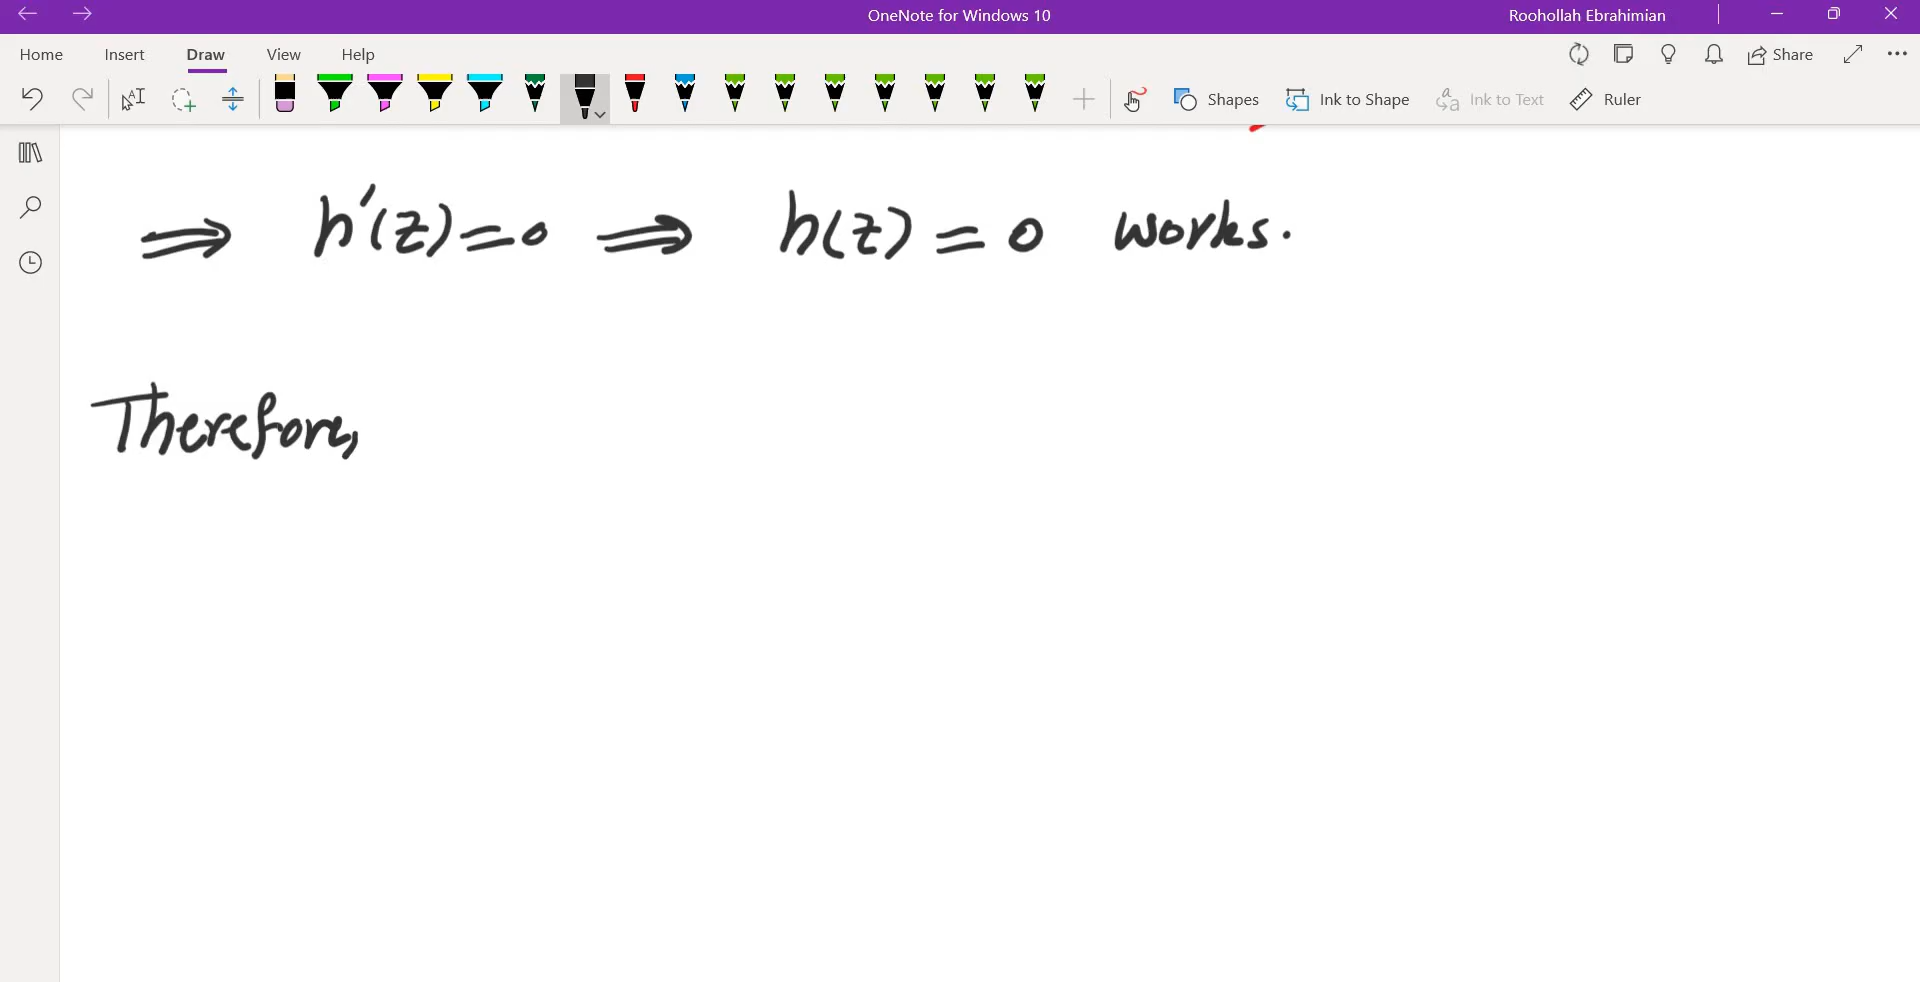 OneNote for Windows 10
Roohollah Ebrahimian
Home Insert Draw View Help
Share
Shapes Ink to Shape Ink to Text Ruler
⟹ h'(z)=0 ⟹ h(z) = 0 works.
Therefore,